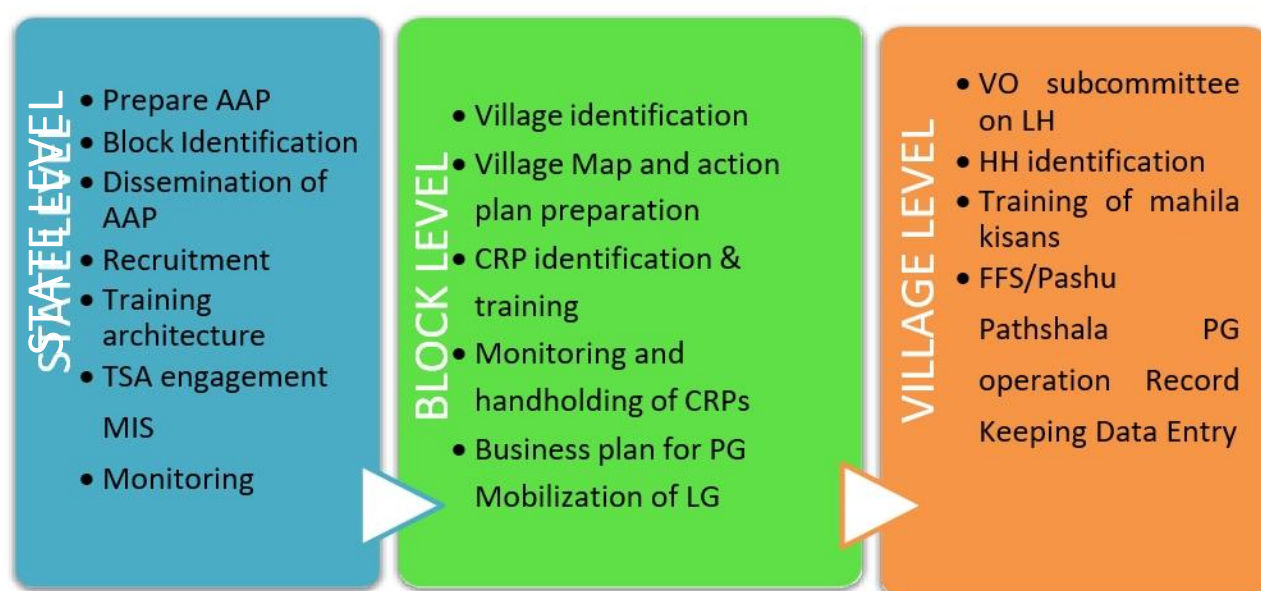 STATE LEVEL
• Prepare AAP
• Block Identification
• Dissemination of
AAP
• Recruitment
• Training
architecture
• TSA engagement
MIS
• Monitoring
BLOCK LEVEL
• Village identification
• Village Map and action
plan preparation
• CRP identification &
training
• Monitoring and
handholding of CRPs
• Business plan for PG
Mobilization of LG
VILLAGE LEVEL
• VO subcommittee
on LH
• HH identification
• Training of mahila
kisans
• FFS/Pashu
Pathshala PG
operation Record
Keeping Data Entry